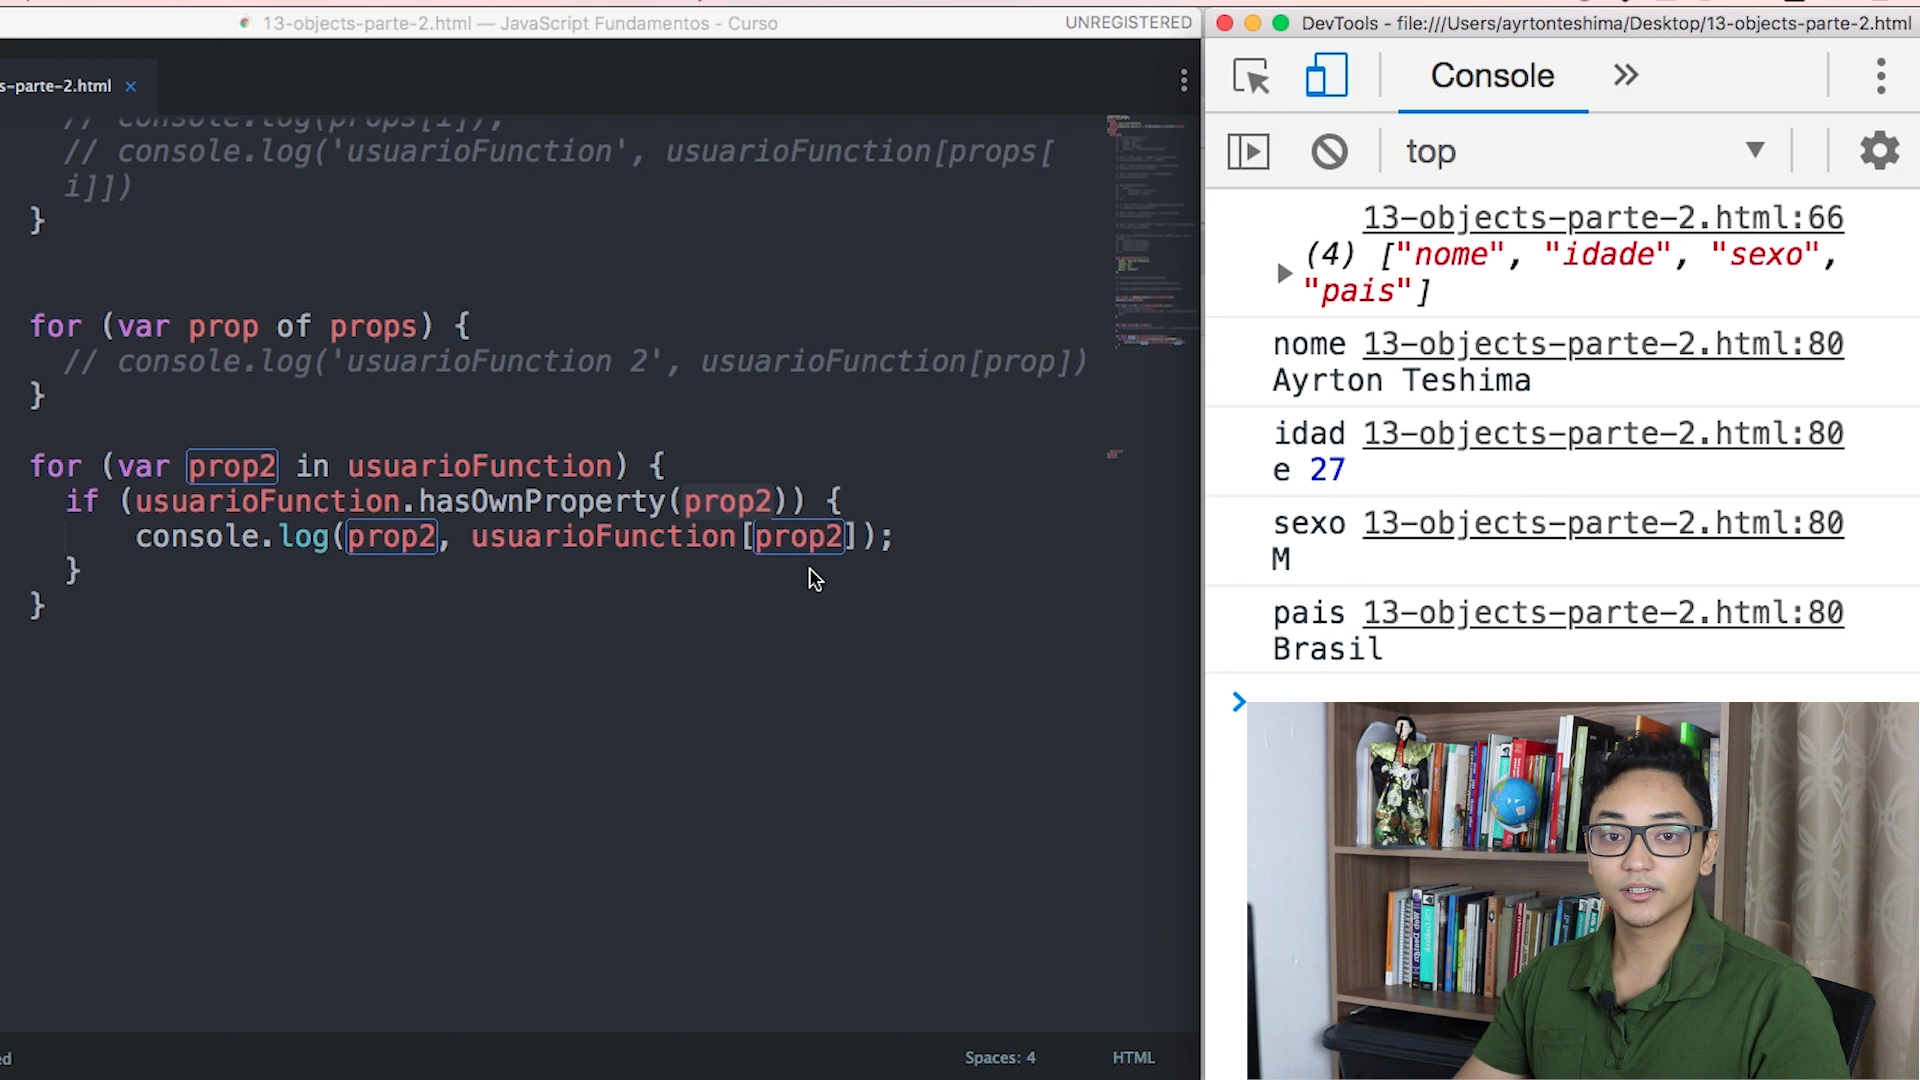 13-objects-parte-2.html — JavaScript Fundamentos - Curso
UNREGISTERED
s-parte-2.html ×
// console.log(props[i]);
// console.log('usuarioFunction', usuarioFunction[props[
i]])
}
for (var prop of props) {
// console.log('usuarioFunction 2', usuarioFunction[prop])
}
for (var prop2 in usuarioFunction) {
if (usuarioFunction.hasOwnProperty(prop2)) {
console.log(prop2, usuarioFunction[prop2]);
}
}
ed
Spaces: 4
HTML
DevTools - file:///Users/ayrtonteshima/Desktop/13-objects-parte-2.html
Console
top
13-objects-parte-2.html:66
(4) ["nome", "idade", "sexo",
"pais"]
nome 13-objects-parte-2.html:80
Ayrton Teshima
idad 13-objects-parte-2.html:80
e 27
sexo 13-objects-parte-2.html:80
M
pais 13-objects-parte-2.html:80
Brasil